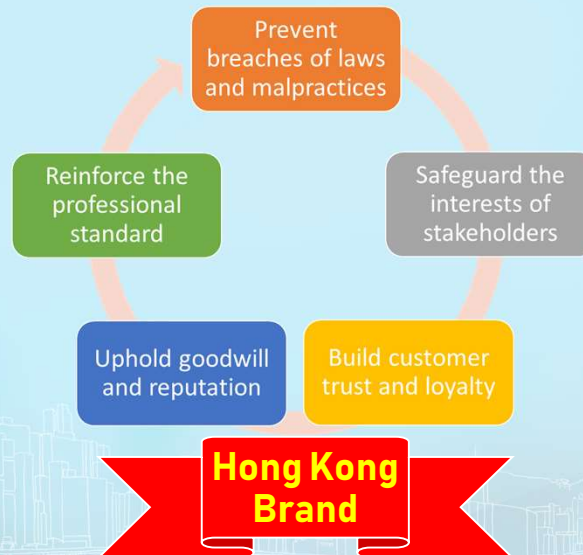 Prevent
breaches of laws
and malpractices
Safeguard the
interests of
stakeholders
Build customer
trust and loyalty
Uphold goodwill
and reputation
Reinforce the
professional
standard
Hong Kong
Brand